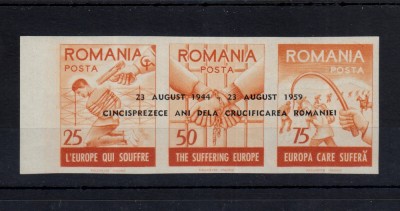 ROMANIA ROMANIA ROMANIA
POSTA POSTA POSTA
23 AUGUST 1944 23 AUGUST 1959
CINCISPREZECE ANI DELA CRUCIFICAREA ROMANIEI
25 50 75
L'EUROPE QUI SOUFFRE THE SUFFERING EUROPE EUROPA CARE SUFERĂ